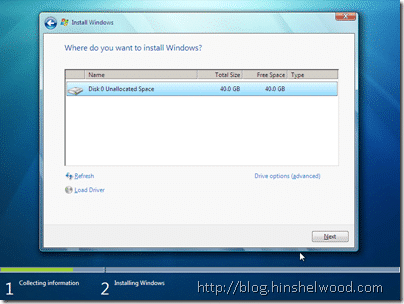 Install Windows
Where do you want to install Windows?
Name Total Size Free Space Type
Disk 0 Unallocated Space 40.0 GB 40.0 GB
Refresh Drive options (advanced)
Load Driver
Next
1 Collecting information 2 Installing Windows
http://blog.hinshelwood.com